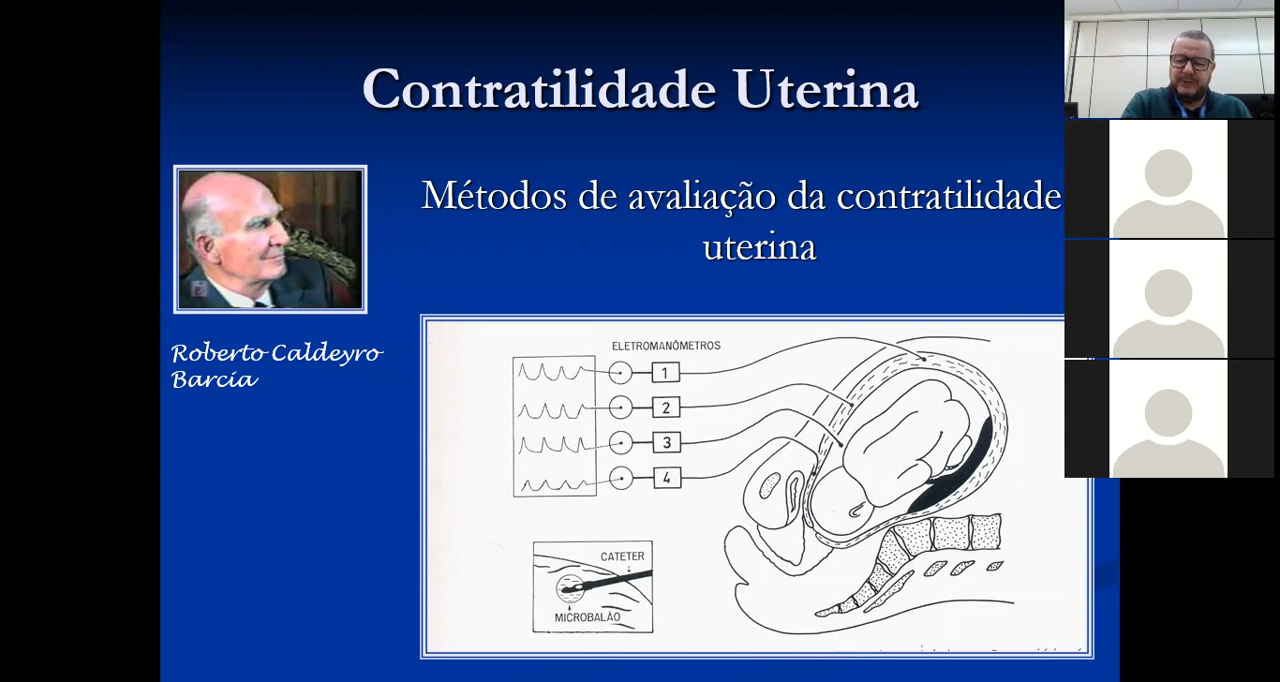 Contratilidade Uterina
Métodos de avaliação da contratilidade
uterina
Roberto Caldeyro
Barcia
ELETROMANÔMETROS
1
2
3
4
CATETER
MICROBALÃO